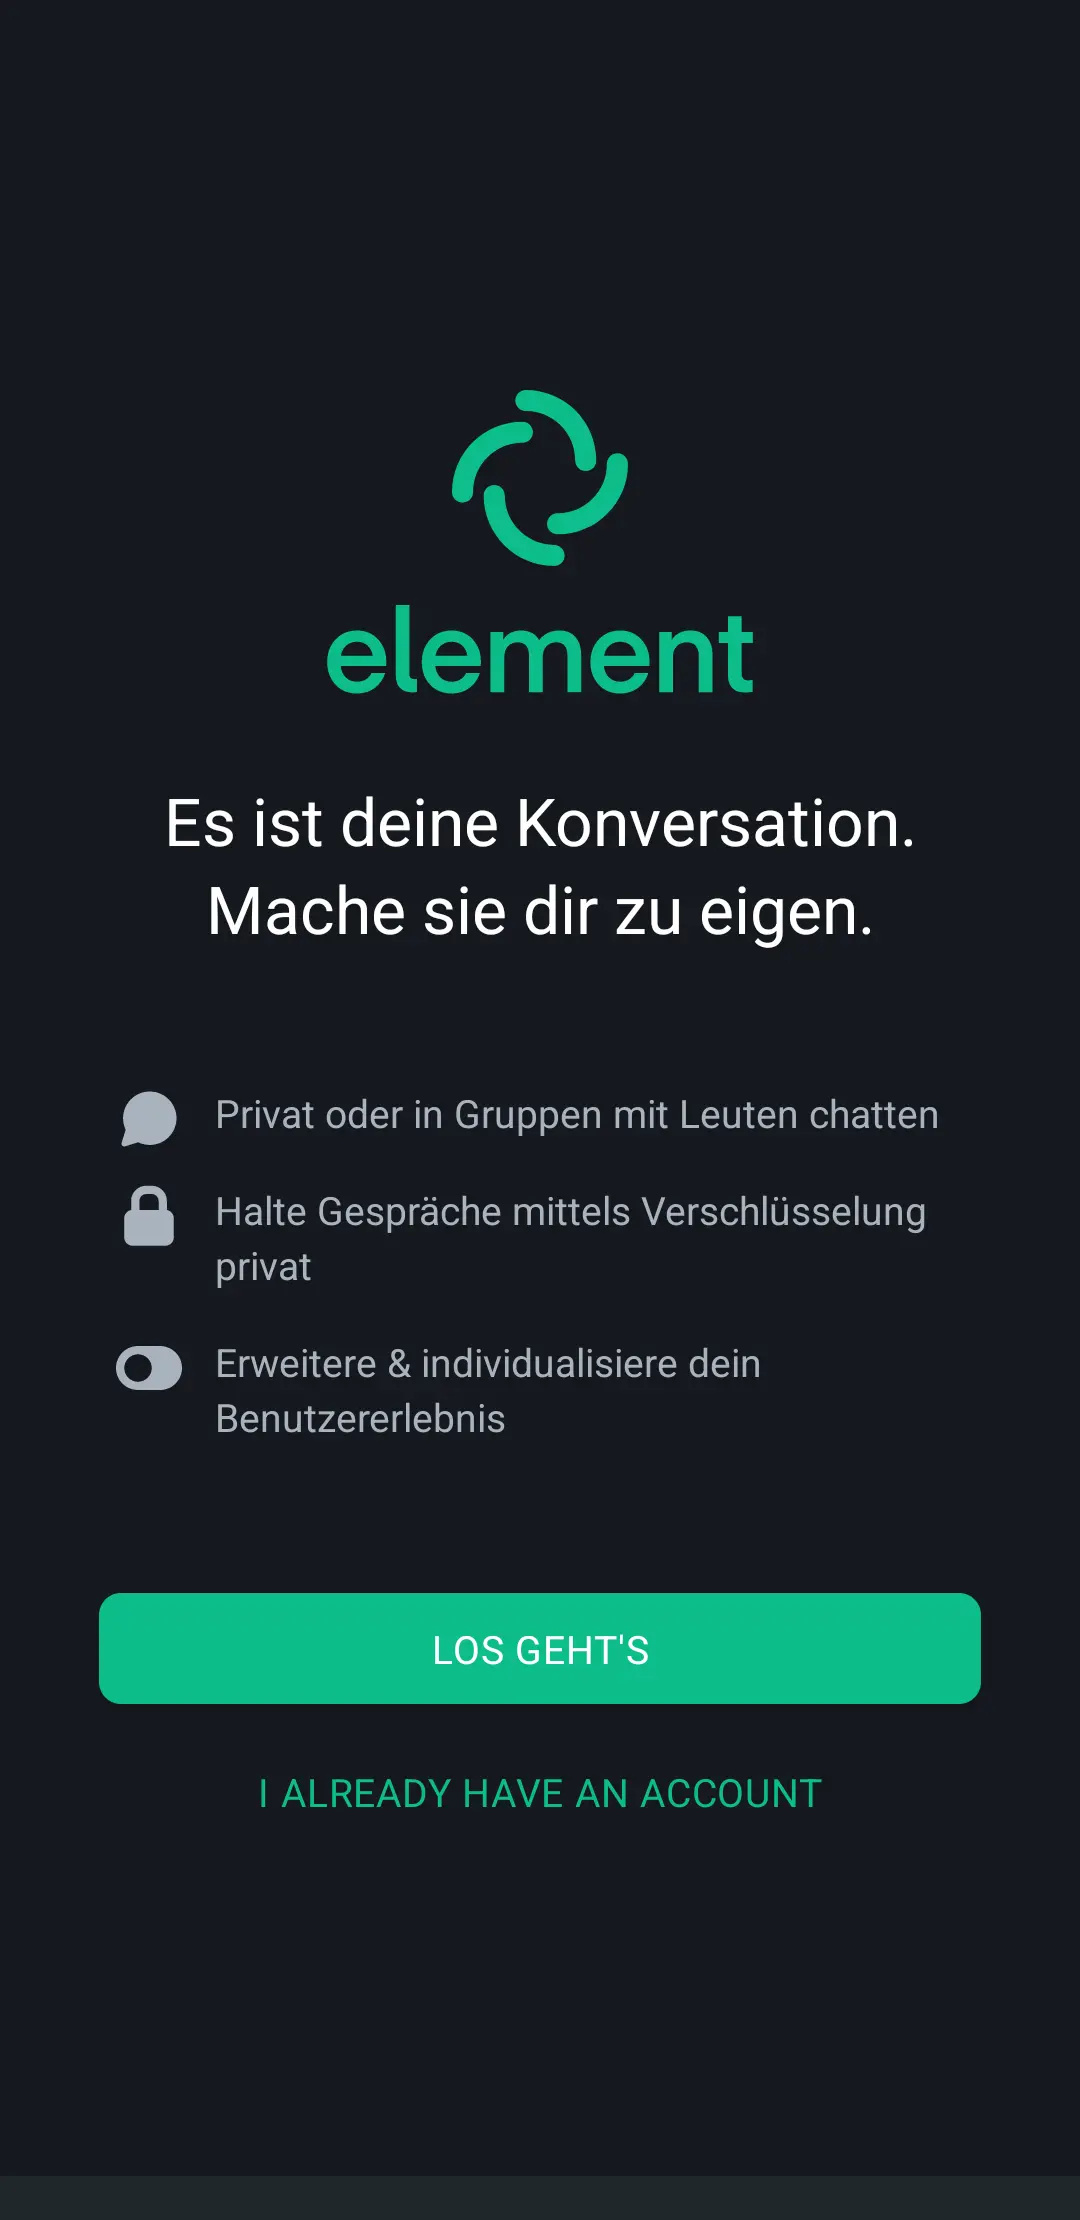 element
Es ist deine Konversation.
Mache sie dir zu eigen.
Privat oder in Gruppen mit Leuten chatten
Halte Gespräche mittels Verschlüsselung
privat
Erweitere & individualisiere dein
Benutzererlebnis
LOS GEHT'S
I ALREADY HAVE AN ACCOUNT